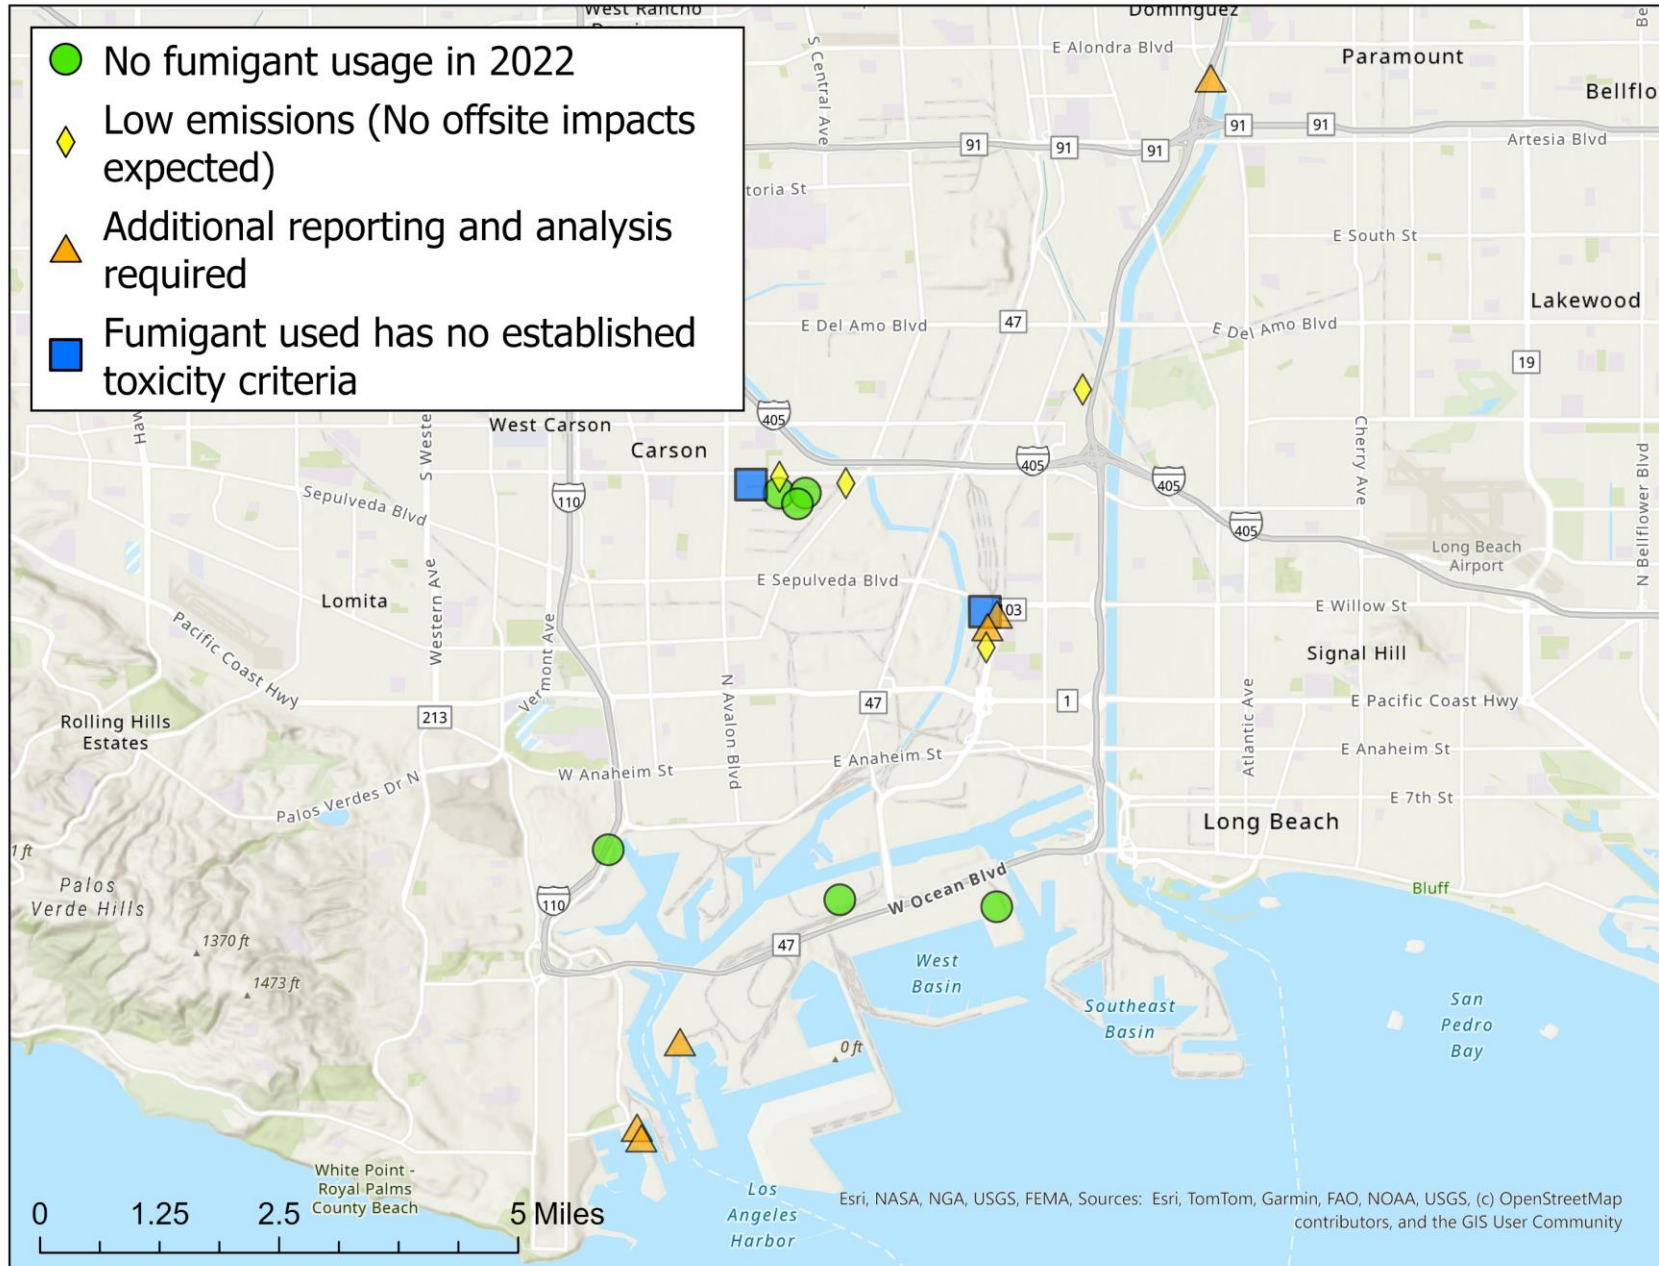 No fumigant usage in 2022
Low emissions (No offsite impacts
expected)
Additional reporting and analysis
required
Fumigant used has no established
toxicity criteria
West Rancho
Dominguez
E Alondra Blvd
Paramount
S Central Ave
91
91
91
91
91
Artesia Blvd
toria St
E South St
Lakewood
47
E Del Amo Blvd
E Del Amo Blvd
19
405
West Carson
Carson
405
405
405
S Weste
Cherry Ave
N Bellflower Blvd
Sepulveda Blvd
110
Long Beach
Airport
E Sepulveda Blvd
Lomita
03
E Willow St
Western Ave
Vermont Ave
Pacific Coast Hwy
Signal Hill
N Avalon Blvd
Atlantic Ave
47
1
E Pacific Coast Hwy
213
Rolling Hills
Estates
E Anaheim St
E Anaheim St
W Anaheim St
Palos Verdes Dr N
E 7th St
Long Beach
1 ft
Palos
Verde Hills
110
W Ocean Blvd
Bluff
1370 ft
47
1473 ft
West
Basin
Southeast
Basin
San
Pedro
Bay
0 ft
White Point -
Royal Palms
County Beach
Los
Angeles
Harbor
0 1.25 2.5 5 Miles
Esri, NASA, NGA, USGS, FEMA, Sources: Esri, TomTom, Garmin, FAO, NOAA, USGS, (c) OpenStreetMap
contributors, and the GIS User Community